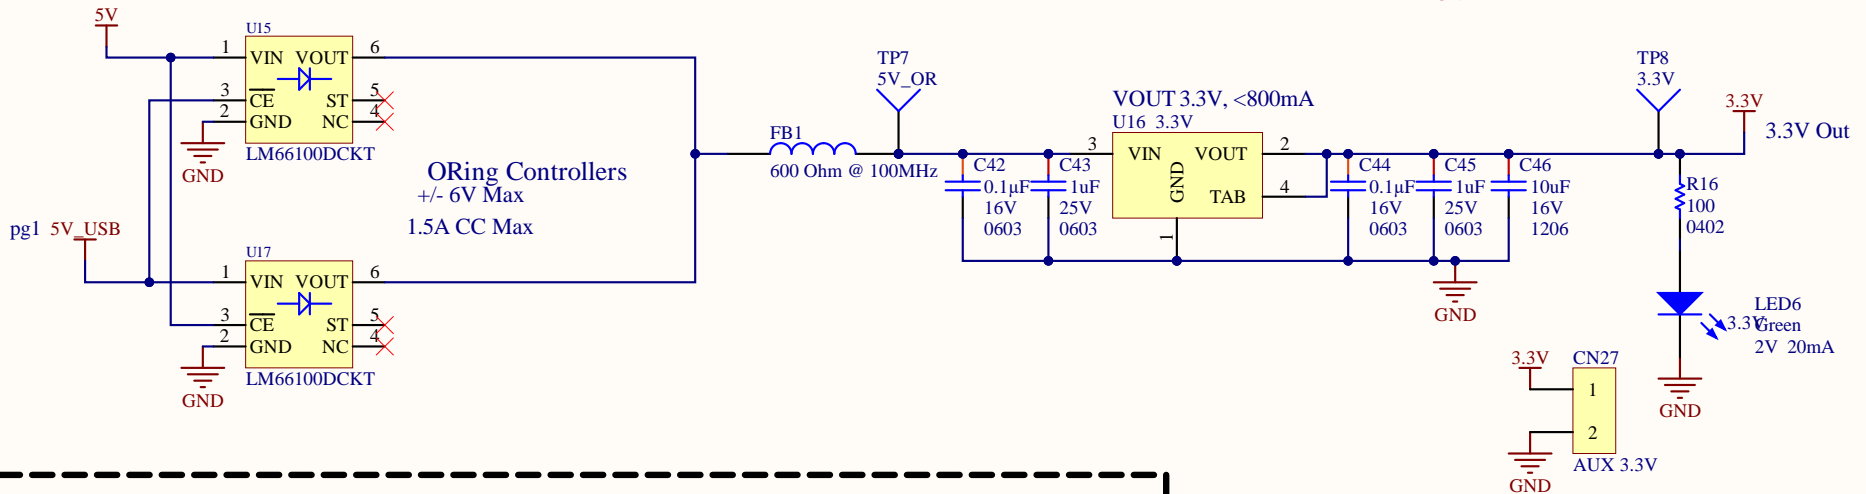 5V
U15
1 VIN VOUT 6
3 CE ST 5
2 GND NC 4
LM66100DCKT
GND
ORing Controllers
+/- 6V Max
1.5A CC Max
pg1 5V_USB
U17
1 VIN VOUT 6
3 CE ST 5
2 GND NC 4
LM66100DCKT
GND
TP7
5V_OR
FB1
600 Ohm @ 100MHz
C42
0.1µF
16V
0603
C43
1uF
25V
0603
VOUT 3.3V, <800mA
U16 3.3V
3 VIN VOUT 2
GND
TAB 4
1
C44
0.1µF
16V
0603
C45
1uF
25V
0603
C46
10uF
16V
1206
GND
TP8
3.3V
3.3V
3.3V Out
R16
100
0402
LED6
3.3V
Green
2V 20mA
GND
3.3V
CN27
1
2
AUX 3.3V
GND